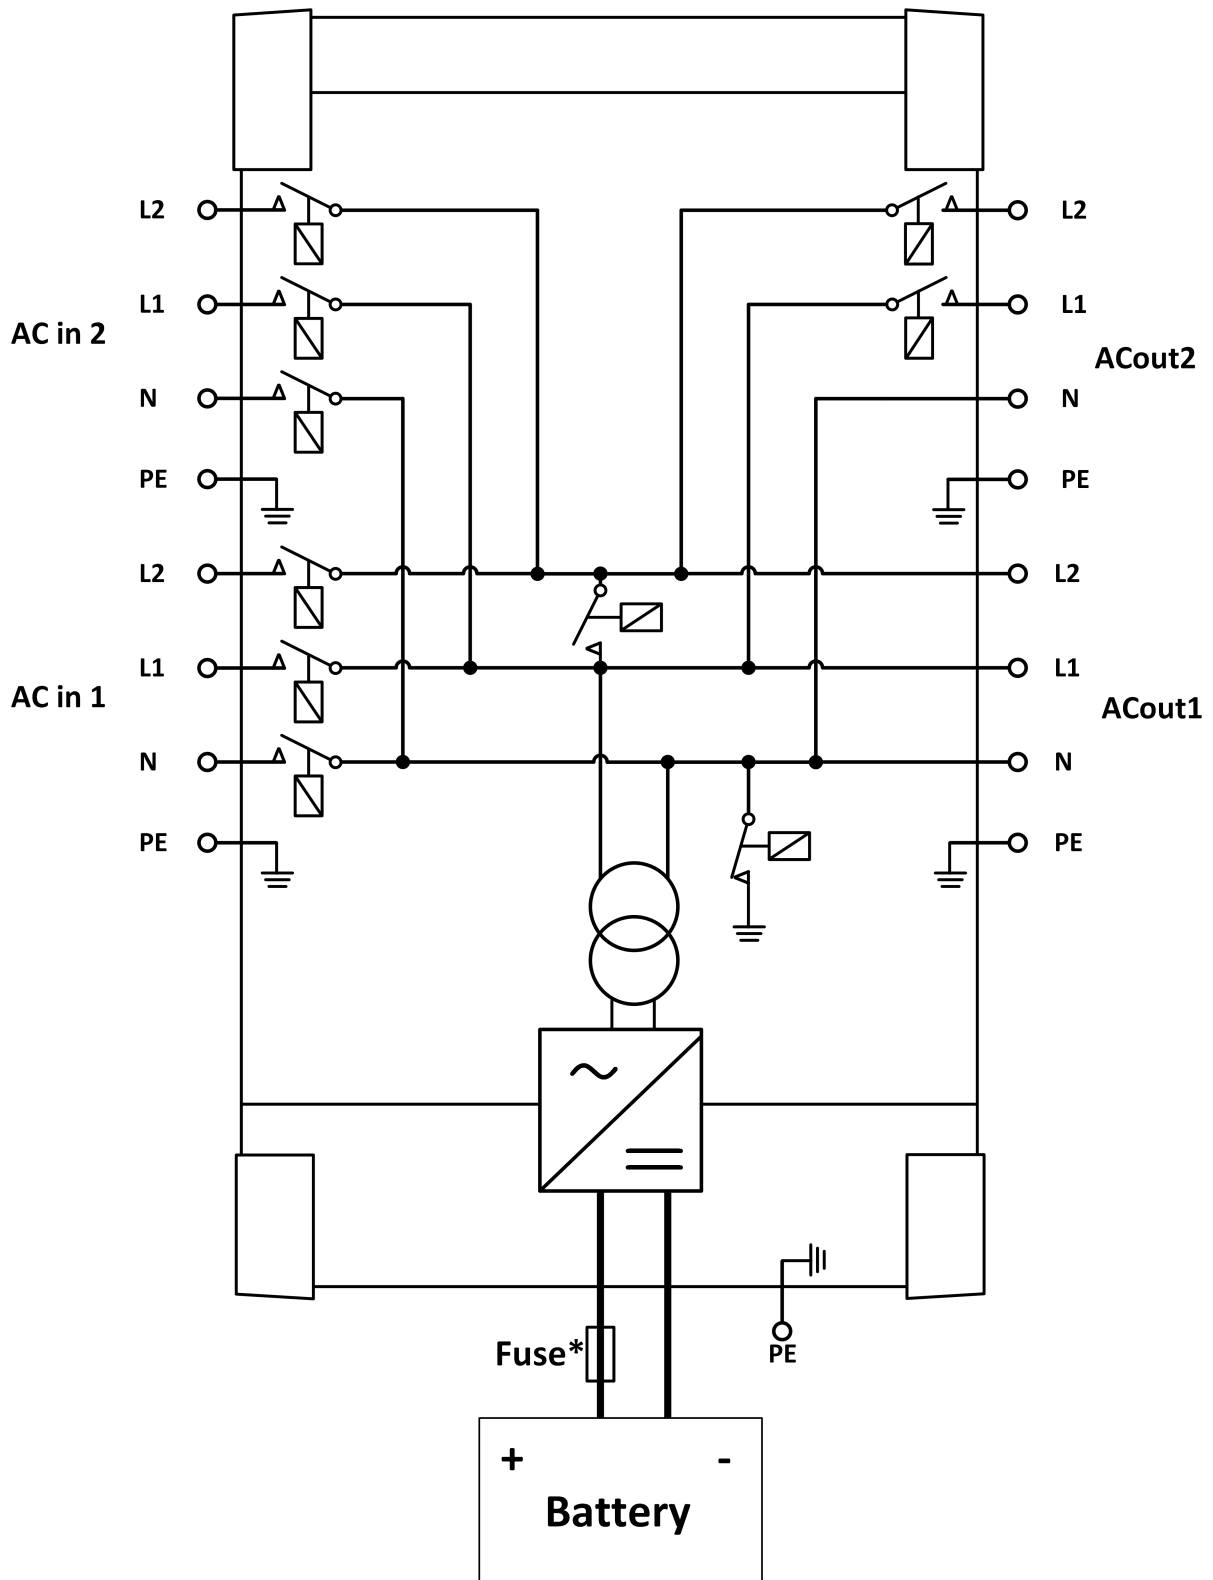 L2
L2
L1
L1
AC in 2
ACout2
N
N
PE
PE
L2
L2
L1
L1
AC in 1
ACout1
N
N
PE
PE
Fuse*
PE
+ -
Battery